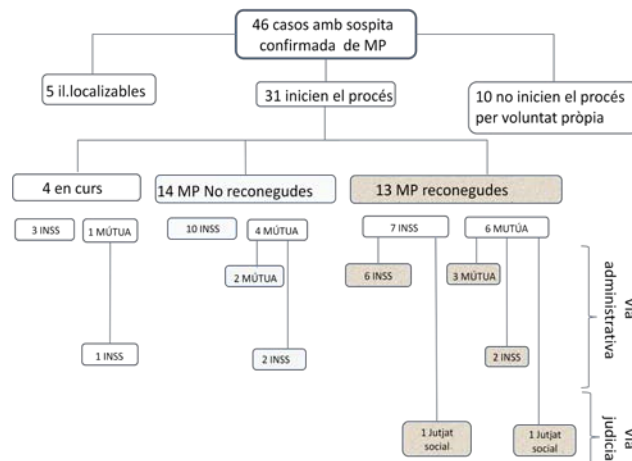 46 casos amb sospita
confirmada de MP
5 il.localizables
31 inicien el procés
10 no inicien el procés
per voluntat pròpia
4 en curs
14 MP No reconegudes
13 MP reconegudes
3 INSS
1 MÚTUA
10 INSS
4 MÚTUA
7 INSS
6 MUTÚA
2 MÚTUA
6 INSS
3 MÚTUA
1 INSS
2 INSS
2 INSS
Via
administrativa
1 Jutjat
social
1 Jutjat
social
Via
judicia